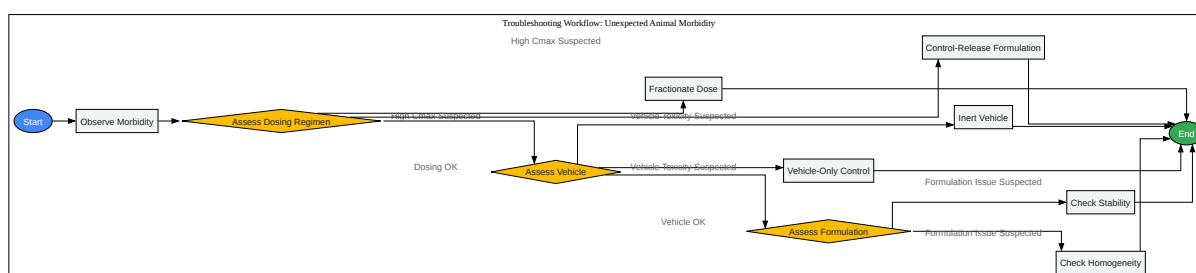 Troubleshooting Workflow: Unexpected Animal Morbidity
High Cmax Suspected
Control-Release Formulation
Fractionate Dose
Start
Observe Morbidity
Assess Dosing Regimen
High Cmax Suspected
Vehicle Toxicity Suspected
Inert Vehicle
End
Dosing OK
Assess Vehicle
Vehicle Toxicity Suspected
Vehicle-Only Control
Formulation Issue Suspected
Check Stability
Vehicle OK
Assess Formulation
Formulation Issue Suspected
Check Homogeneity